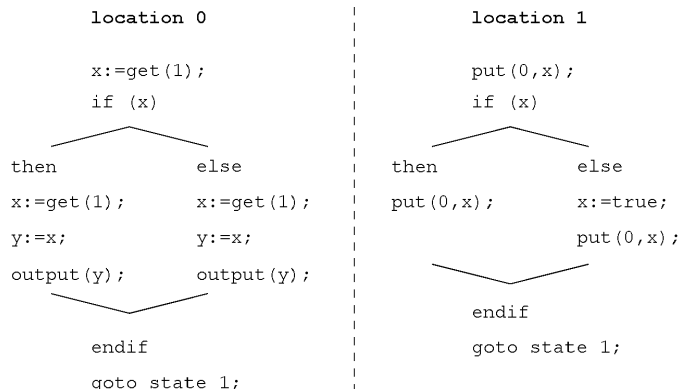 location 0
x:=get(1);
if (x)
then
else
x:=get(1);
x:=get(1);
y:=x;
y:=x;
output(y);
output(y);
endif
goto state 1;
location 1
put(0,x);
if (x)
then
else
put(0,x);
x:=true;
put(0,x);
endif
goto state 1;